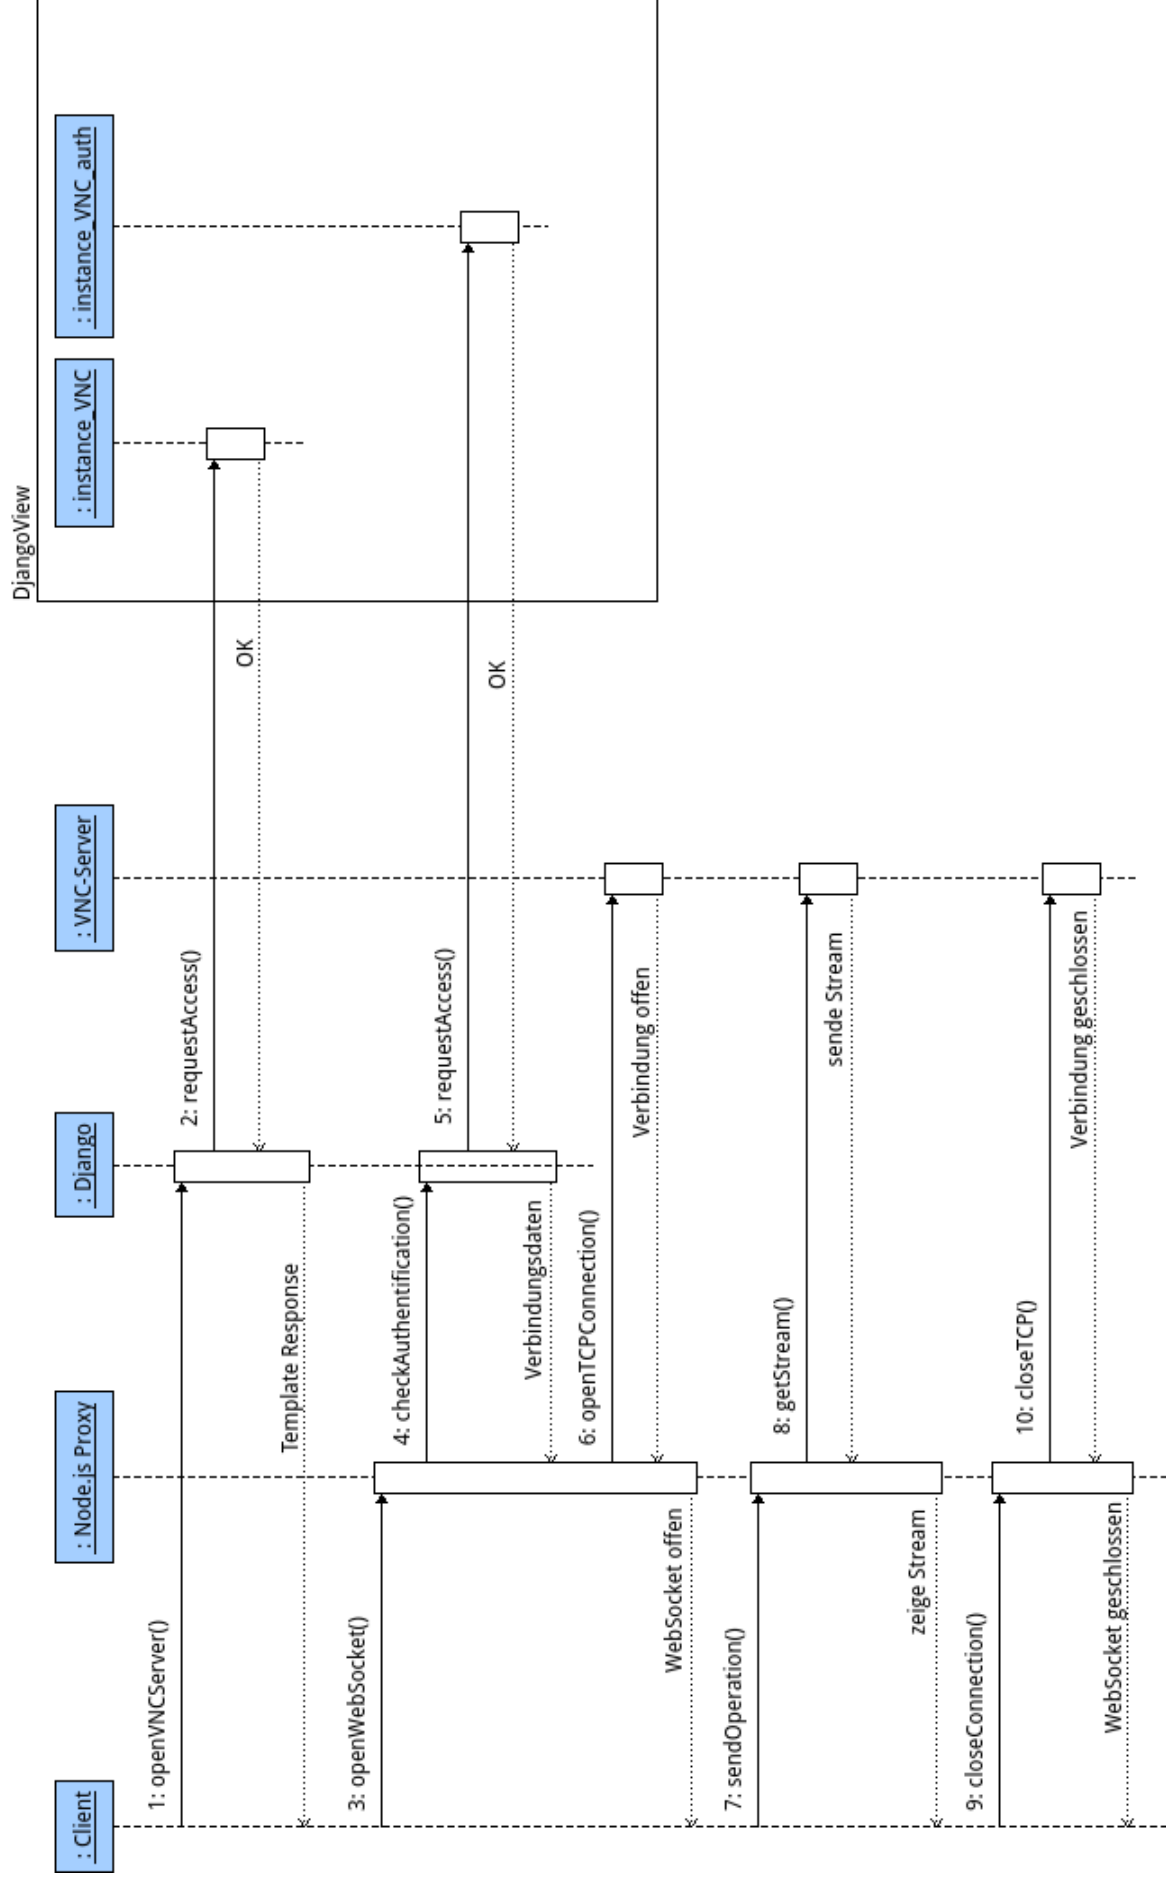 DjangoView
: Client
: Node.js Proxy
: Django
: VNC-Server
: instance_VNC
: instance_VNC_auth
1: openVNCServer()
2: requestAccess()
OK
Template Response
3: openWebSocket()
4: checkAuthentification()
5: requestAccess()
OK
Verbindungsdaten
6: openTCPConnection()
Verbindung offen
WebSocket offen
7: sendOperation()
8: getStream()
sende Stream
zeige Stream
9: closeConnection()
10: closeTCP()
Verbindung geschlossen
WebSocket geschlossen